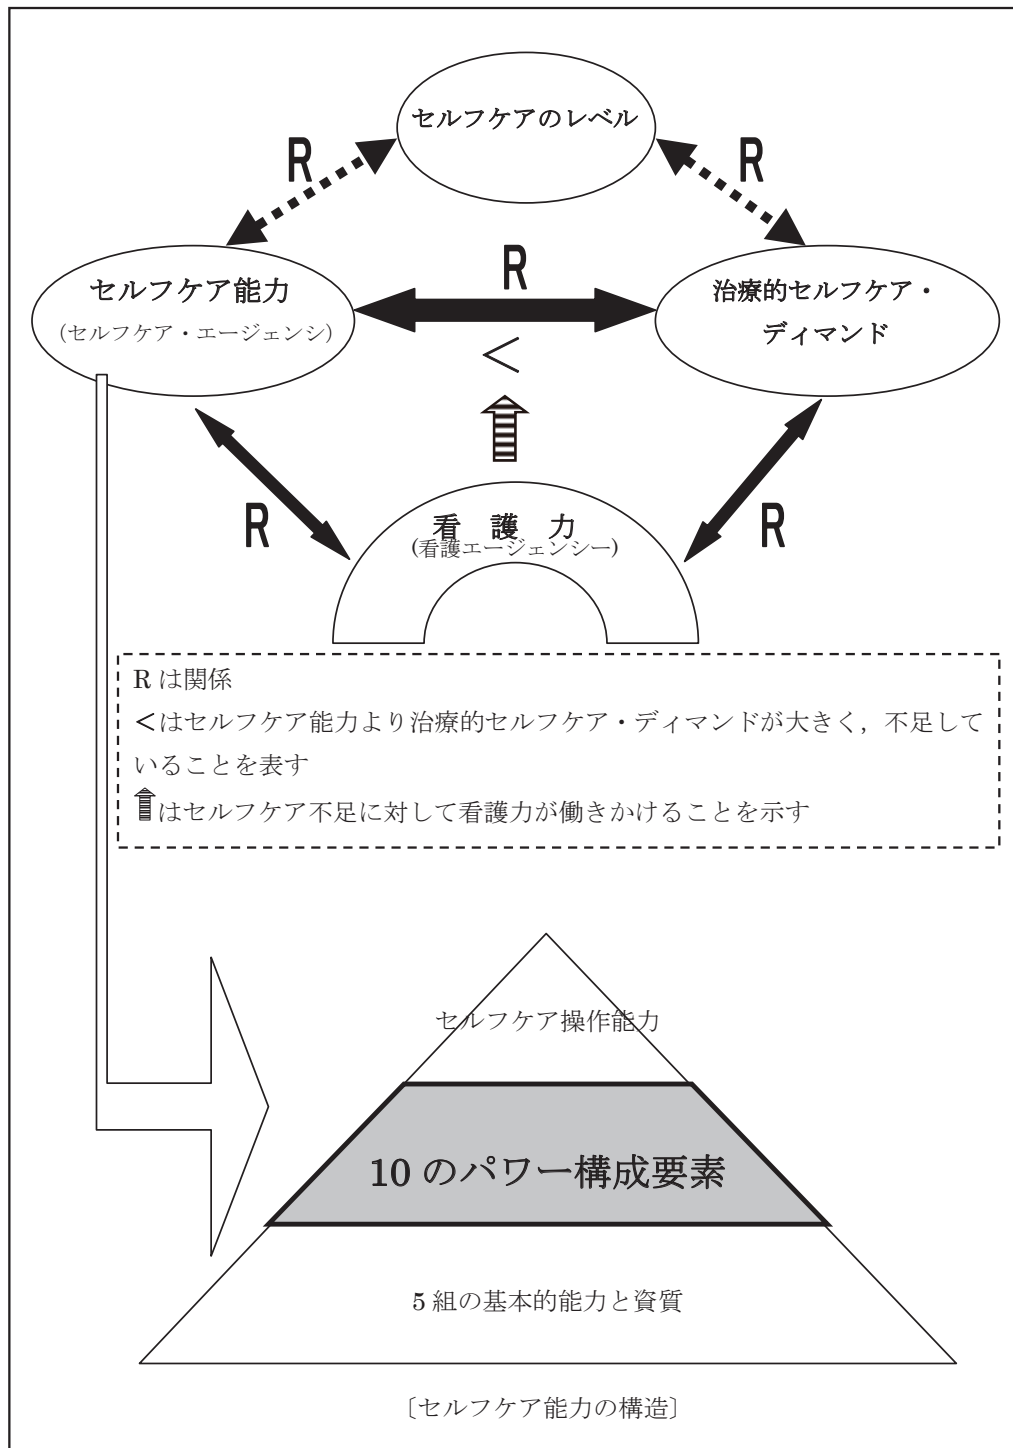 セルフケアのレベル
R
R
セルフケア能力
(セルフケア・エージェンシ)
R
治療的セルフケア・
ディマンド
<
R
R
看 護 力
(看護エージェンシー)
R は関係
<はセルフケア能力より治療的セルフケア・ディマンドが大きく，不足して
いることを表す
はセルフケア不足に対して看護力が働きかけることを示す
セルフケア操作能力
10 のパワー構成要素
5 組の基本的能力と資質
〔セルフケア能力の構造〕